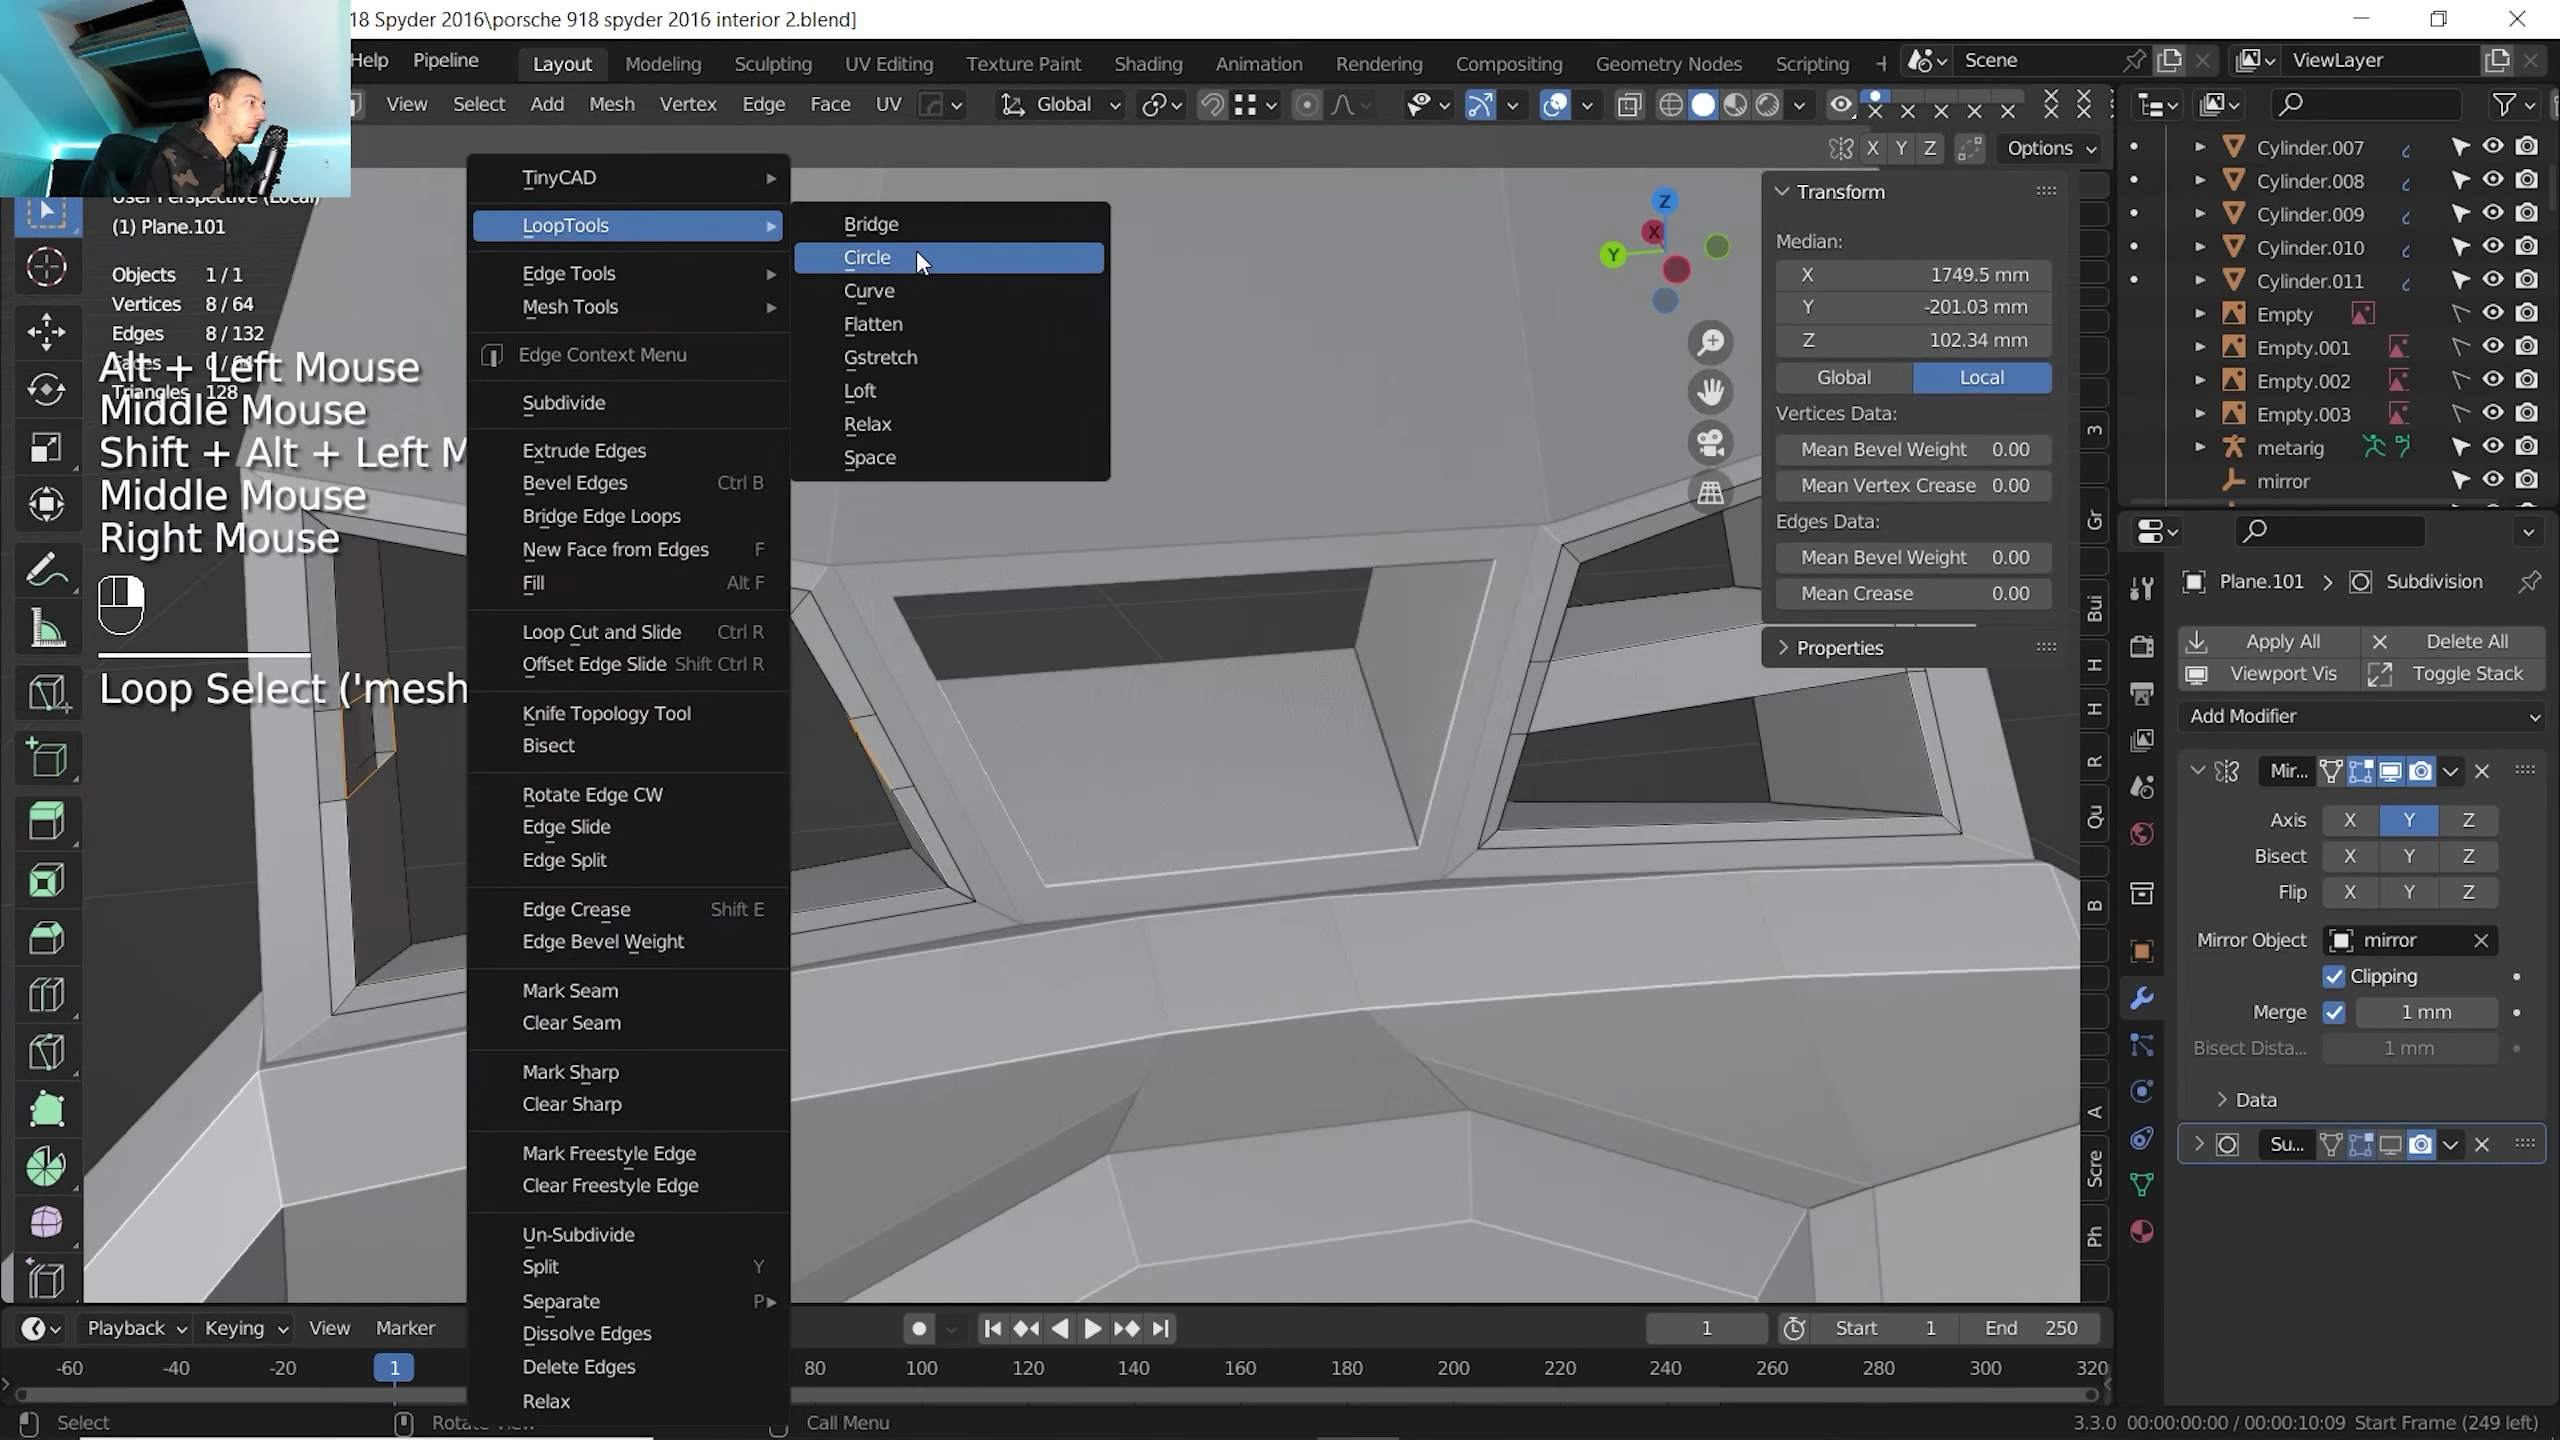 18 Spyder 2016\porsche 918 spyder 2016 interior 2.blend]
Help Pipeline Layout Modeling Sculpting UV Editing Texture Paint Shading Animation Rendering Compositing Geometry Nodes Scripting + Scene ViewLayer
View Select Add Mesh Vertex Edge Face UV Global
X Y Z Options
User Perspective (Local)
(1) Plane.101
Objects 1 / 1
Vertices 8 / 64
Edges 8 / 132
Faces 0 / 64
Triangles 128
Alt + Left Mouse
Middle Mouse
Shift + Alt + Left M
Middle Mouse
Right Mouse
Loop Select ('mesh
TinyCAD
LoopTools
Edge Tools
Mesh Tools
Edge Context Menu
Subdivide
Extrude Edges
Bevel Edges Ctrl B
Bridge Edge Loops
New Face from Edges F
Fill Alt F
Loop Cut and Slide Ctrl R
Offset Edge Slide Shift Ctrl R
Knife Topology Tool
Bisect
Rotate Edge CW
Edge Slide
Edge Split
Edge Crease Shift E
Edge Bevel Weight
Mark Seam
Clear Seam
Mark Sharp
Clear Sharp
Mark Freestyle Edge
Clear Freestyle Edge
Un-Subdivide
Split Y
Separate P
Dissolve Edges
Delete Edges
Relax
Bridge
Circle
Curve
Flatten
Gstretch
Loft
Relax
Space
Z
X
Y
Transform
Median:
X 1749.5 mm
Y -201.03 mm
Z 102.34 mm
Global Local
Vertices Data:
Mean Bevel Weight 0.00
Mean Vertex Crease 0.00
Edges Data:
Mean Bevel Weight 0.00
Mean Crease 0.00
Properties
3
Gr
Bui
H
H
R
Qu
B
A
Scre
Ph
Cylinder.007
Cylinder.008
Cylinder.009
Cylinder.010
Cylinder.011
Empty
Empty.001
Empty.002
Empty.003
metarig
mirror
Plane.101 > Subdivision
Apply All Delete All
Viewport Vis Toggle Stack
Add Modifier
Mir...
Axis X Y Z
Bisect X Y Z
Flip X Y Z
Mirror Object mirror
Clipping
Merge 1 mm
Bisect Dista... 1 mm
Data
Su...
Playback Keying View Marker 1 Start 1 End 250
-60 -40 -20 1 80 100 120 140 160 180 200 220 240 260 280 300 320
Select Rotate View Call Menu 3.3.0 00:00:00:00 / 00:00:10:09 Start Frame (249 left)